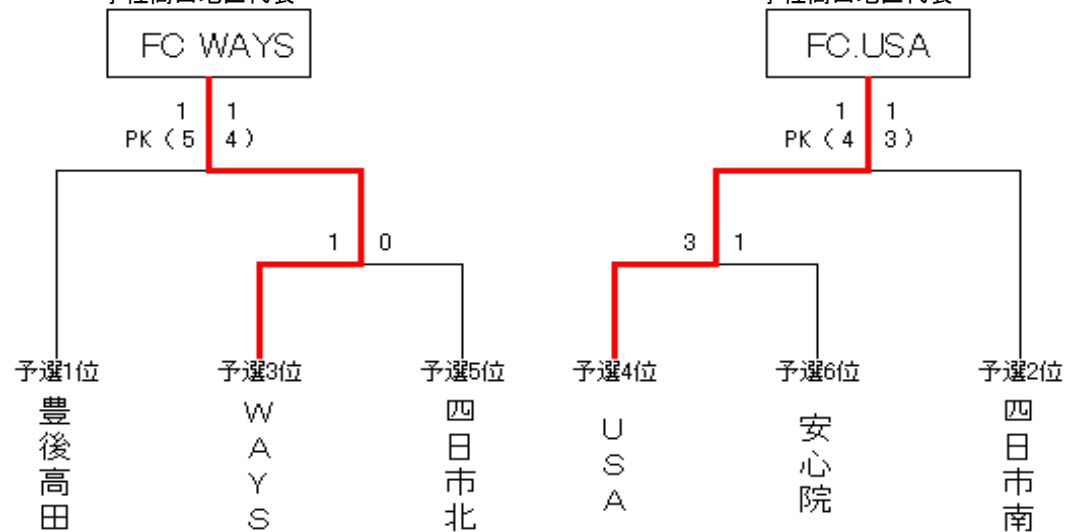 FC WAYS
FC.USA
1 1
PK（5 4）
1 1
PK（4 3）
1 0
3 1
予選1位
予選3位
予選5位
予選4位
予選6位
予選2位
豊後高田
WAYS
四日市北
USA
安心院
四日市南